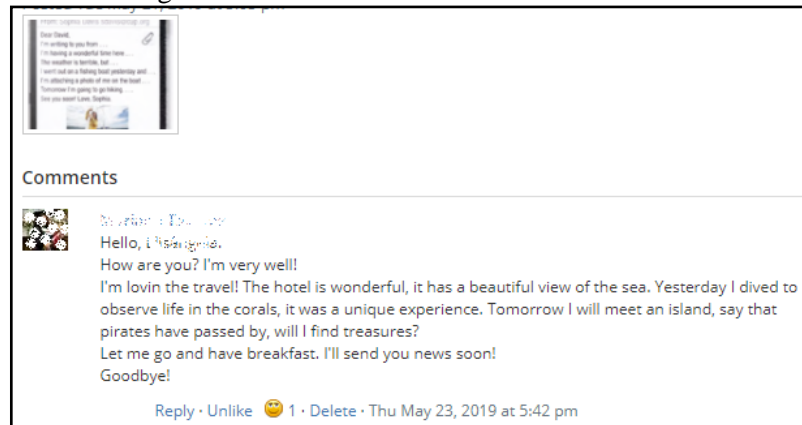 Dear David,
I'm writing to you from . . .
I'm having a wonderful time here. . . .
The weather is terrible, but . . .
I went out on a fishing boat yesterday and . . .
I'm attaching a photo of me on the boat . . .
Tomorrow I'm going to go hiking. . . .
See you soon! Love, Sophia.
Comments
Hello,
How are you? I'm very well!
I'm lovin the travel! The hotel is wonderful, it has a beautiful view of the sea. Yesterday I dived to
observe life in the corals, it was a unique experience. Tomorrow I will meet an island, say that
pirates have passed by, will I find treasures?
Let me go and have breakfast. I'll send you news soon!
Goodbye!
Reply · Unlike 1 · Delete · Thu May 23, 2019 at 5:42 pm